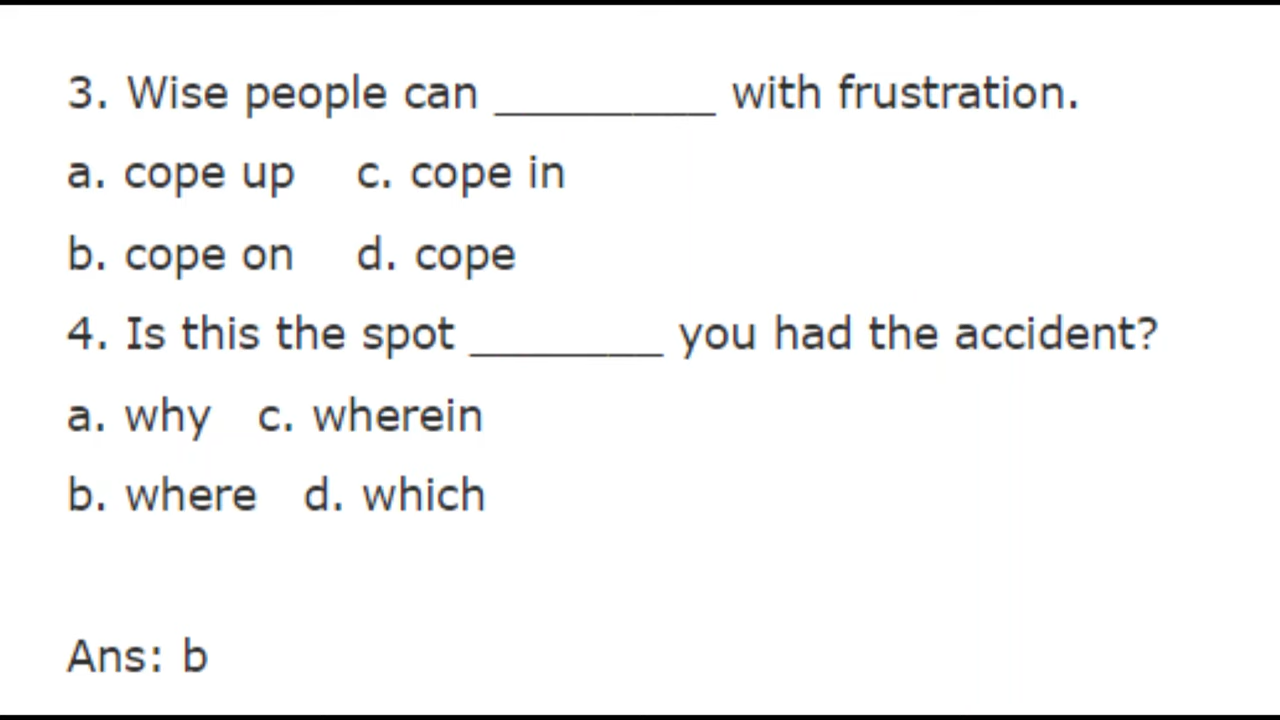 3. Wise people can ________ with frustration.
a. cope up c. cope in
b. cope on d. cope
4. Is this the spot _______ you had the accident?
a. why c. wherein
b. where d. which
Ans: b